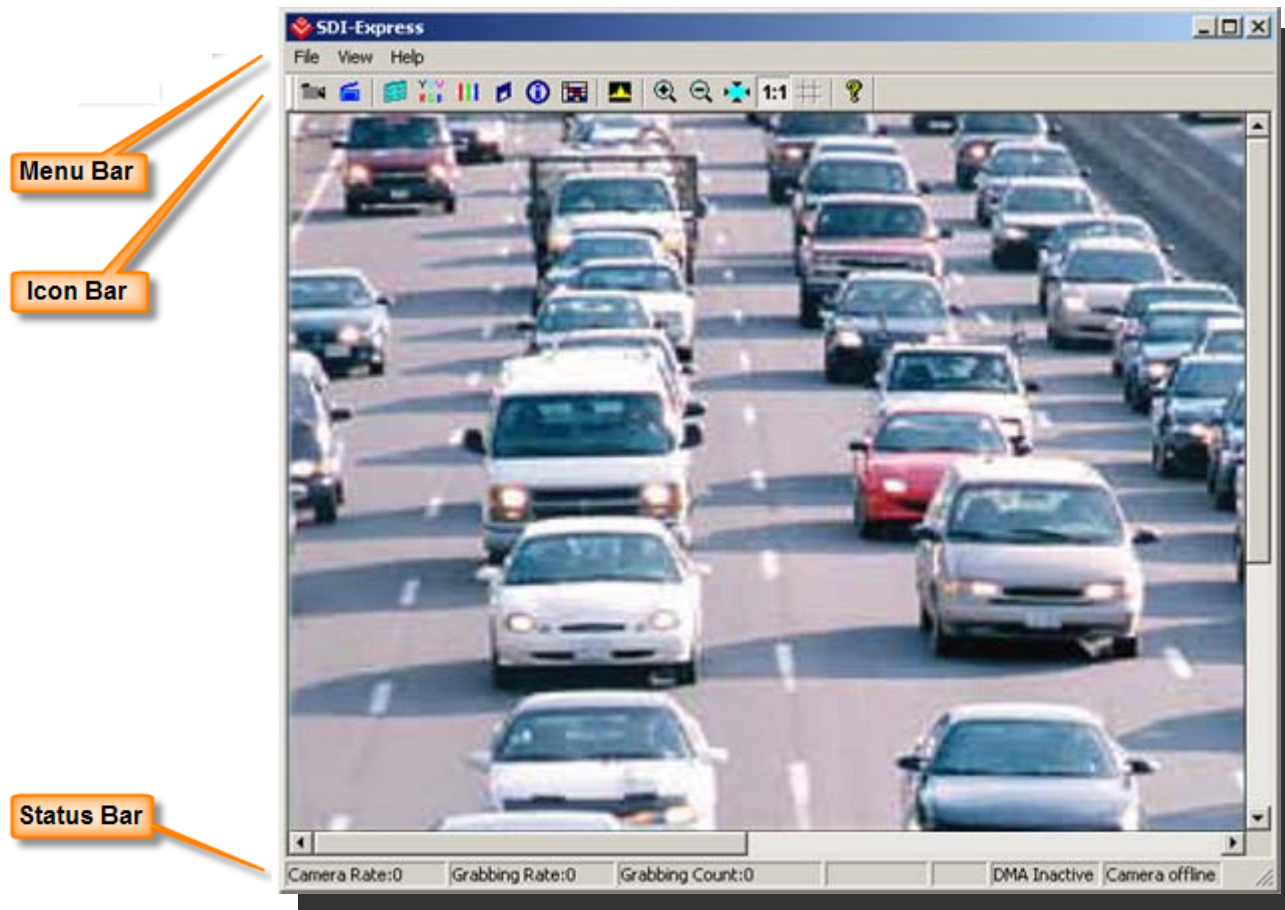 SDI-Express
File View Help
1:1
Menu Bar
Icon Bar
Status Bar
Camera Rate:0 Grabbing Rate:0 Grabbing Count:0 DMA Inactive Camera offline